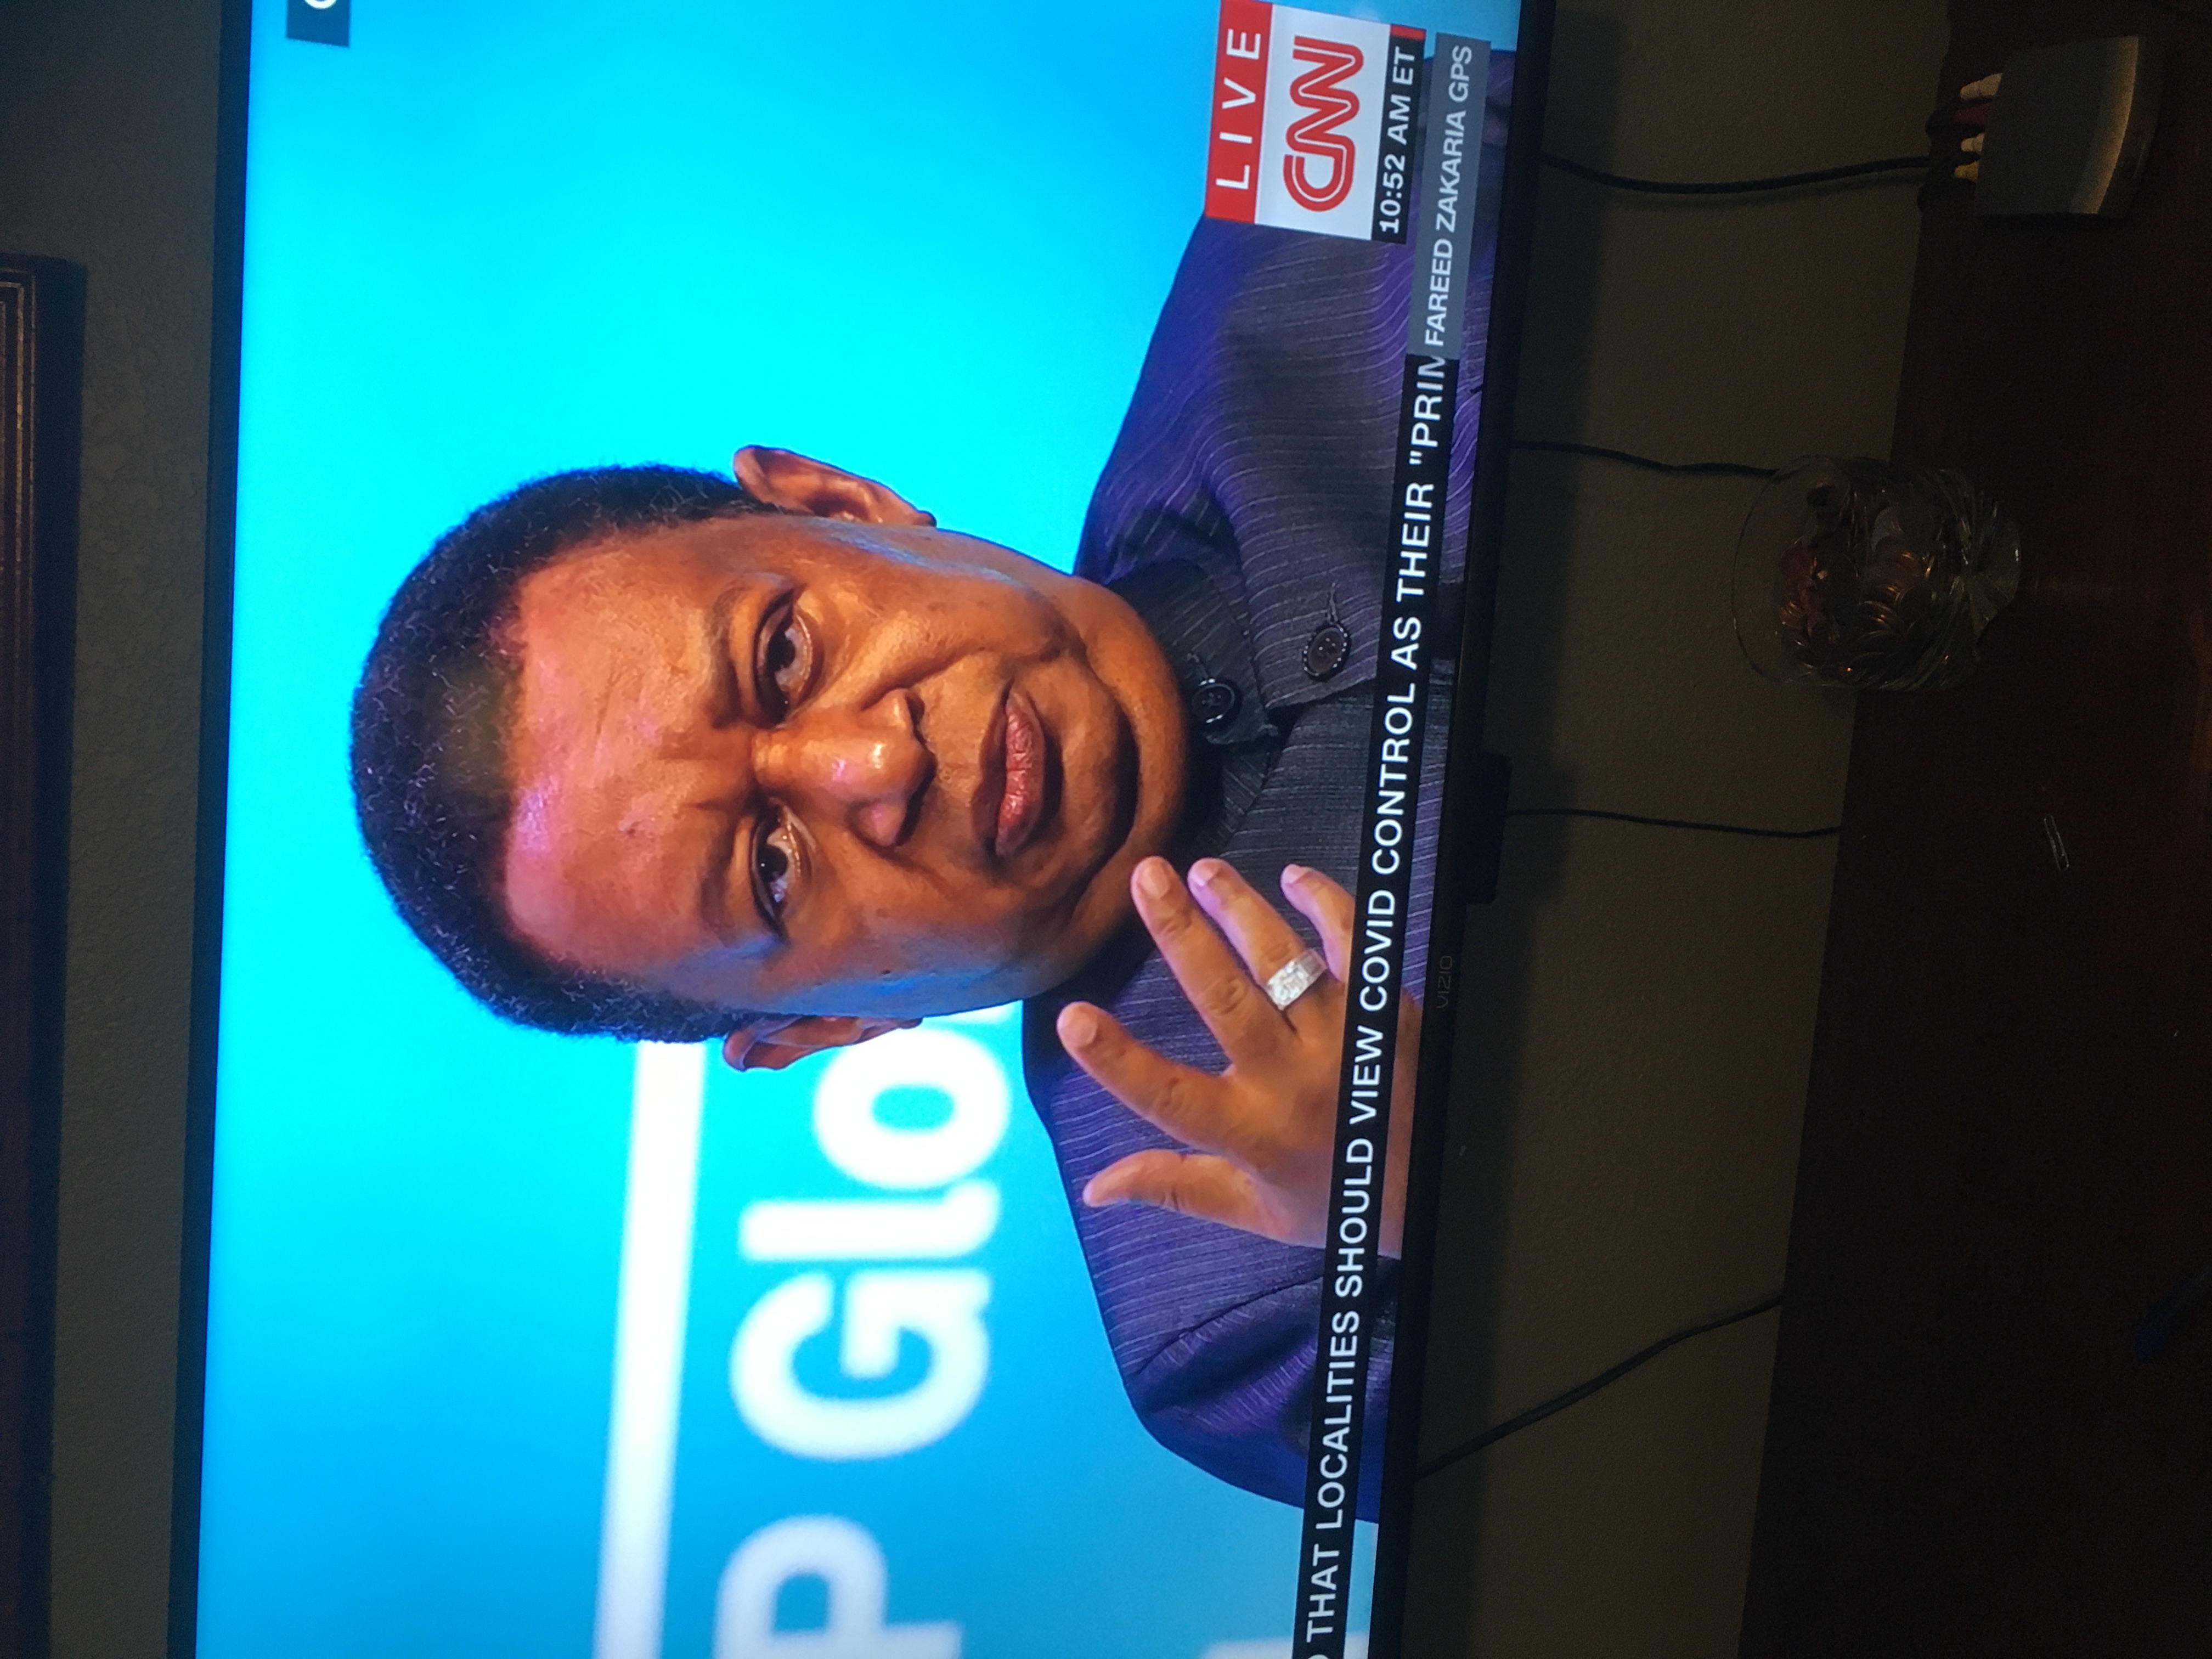 P Glo
LIVE
CNN
10:52 AM ET
THAT LOCALITIES SHOULD VIEW COVID CONTROL AS THEIR "PRIM
FAREED ZAKARIA GPS
VIZIO